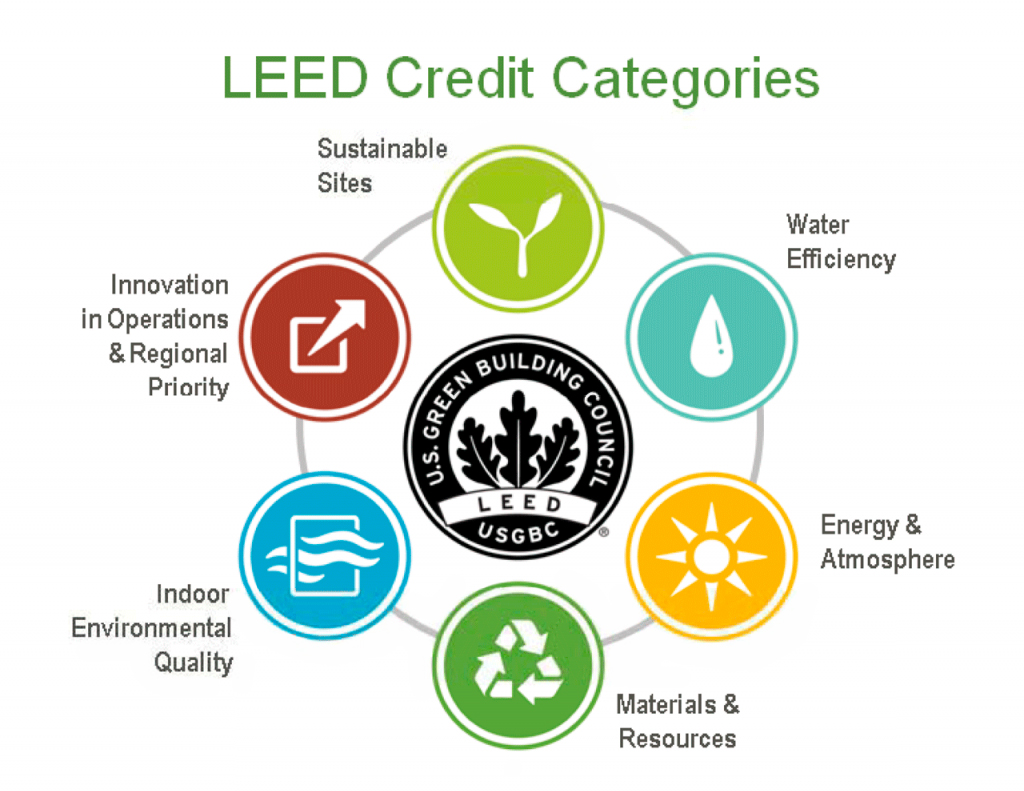 LEED Credit Categories
Sustainable
Sites
Water
Efficiency
Innovation
in Operations
& Regional
Priority
U.S. GREEN BUILDING COUNCIL
LEED
USGBC
®
Energy &
Atmosphere
Indoor
Environmental
Quality
Materials &
Resources